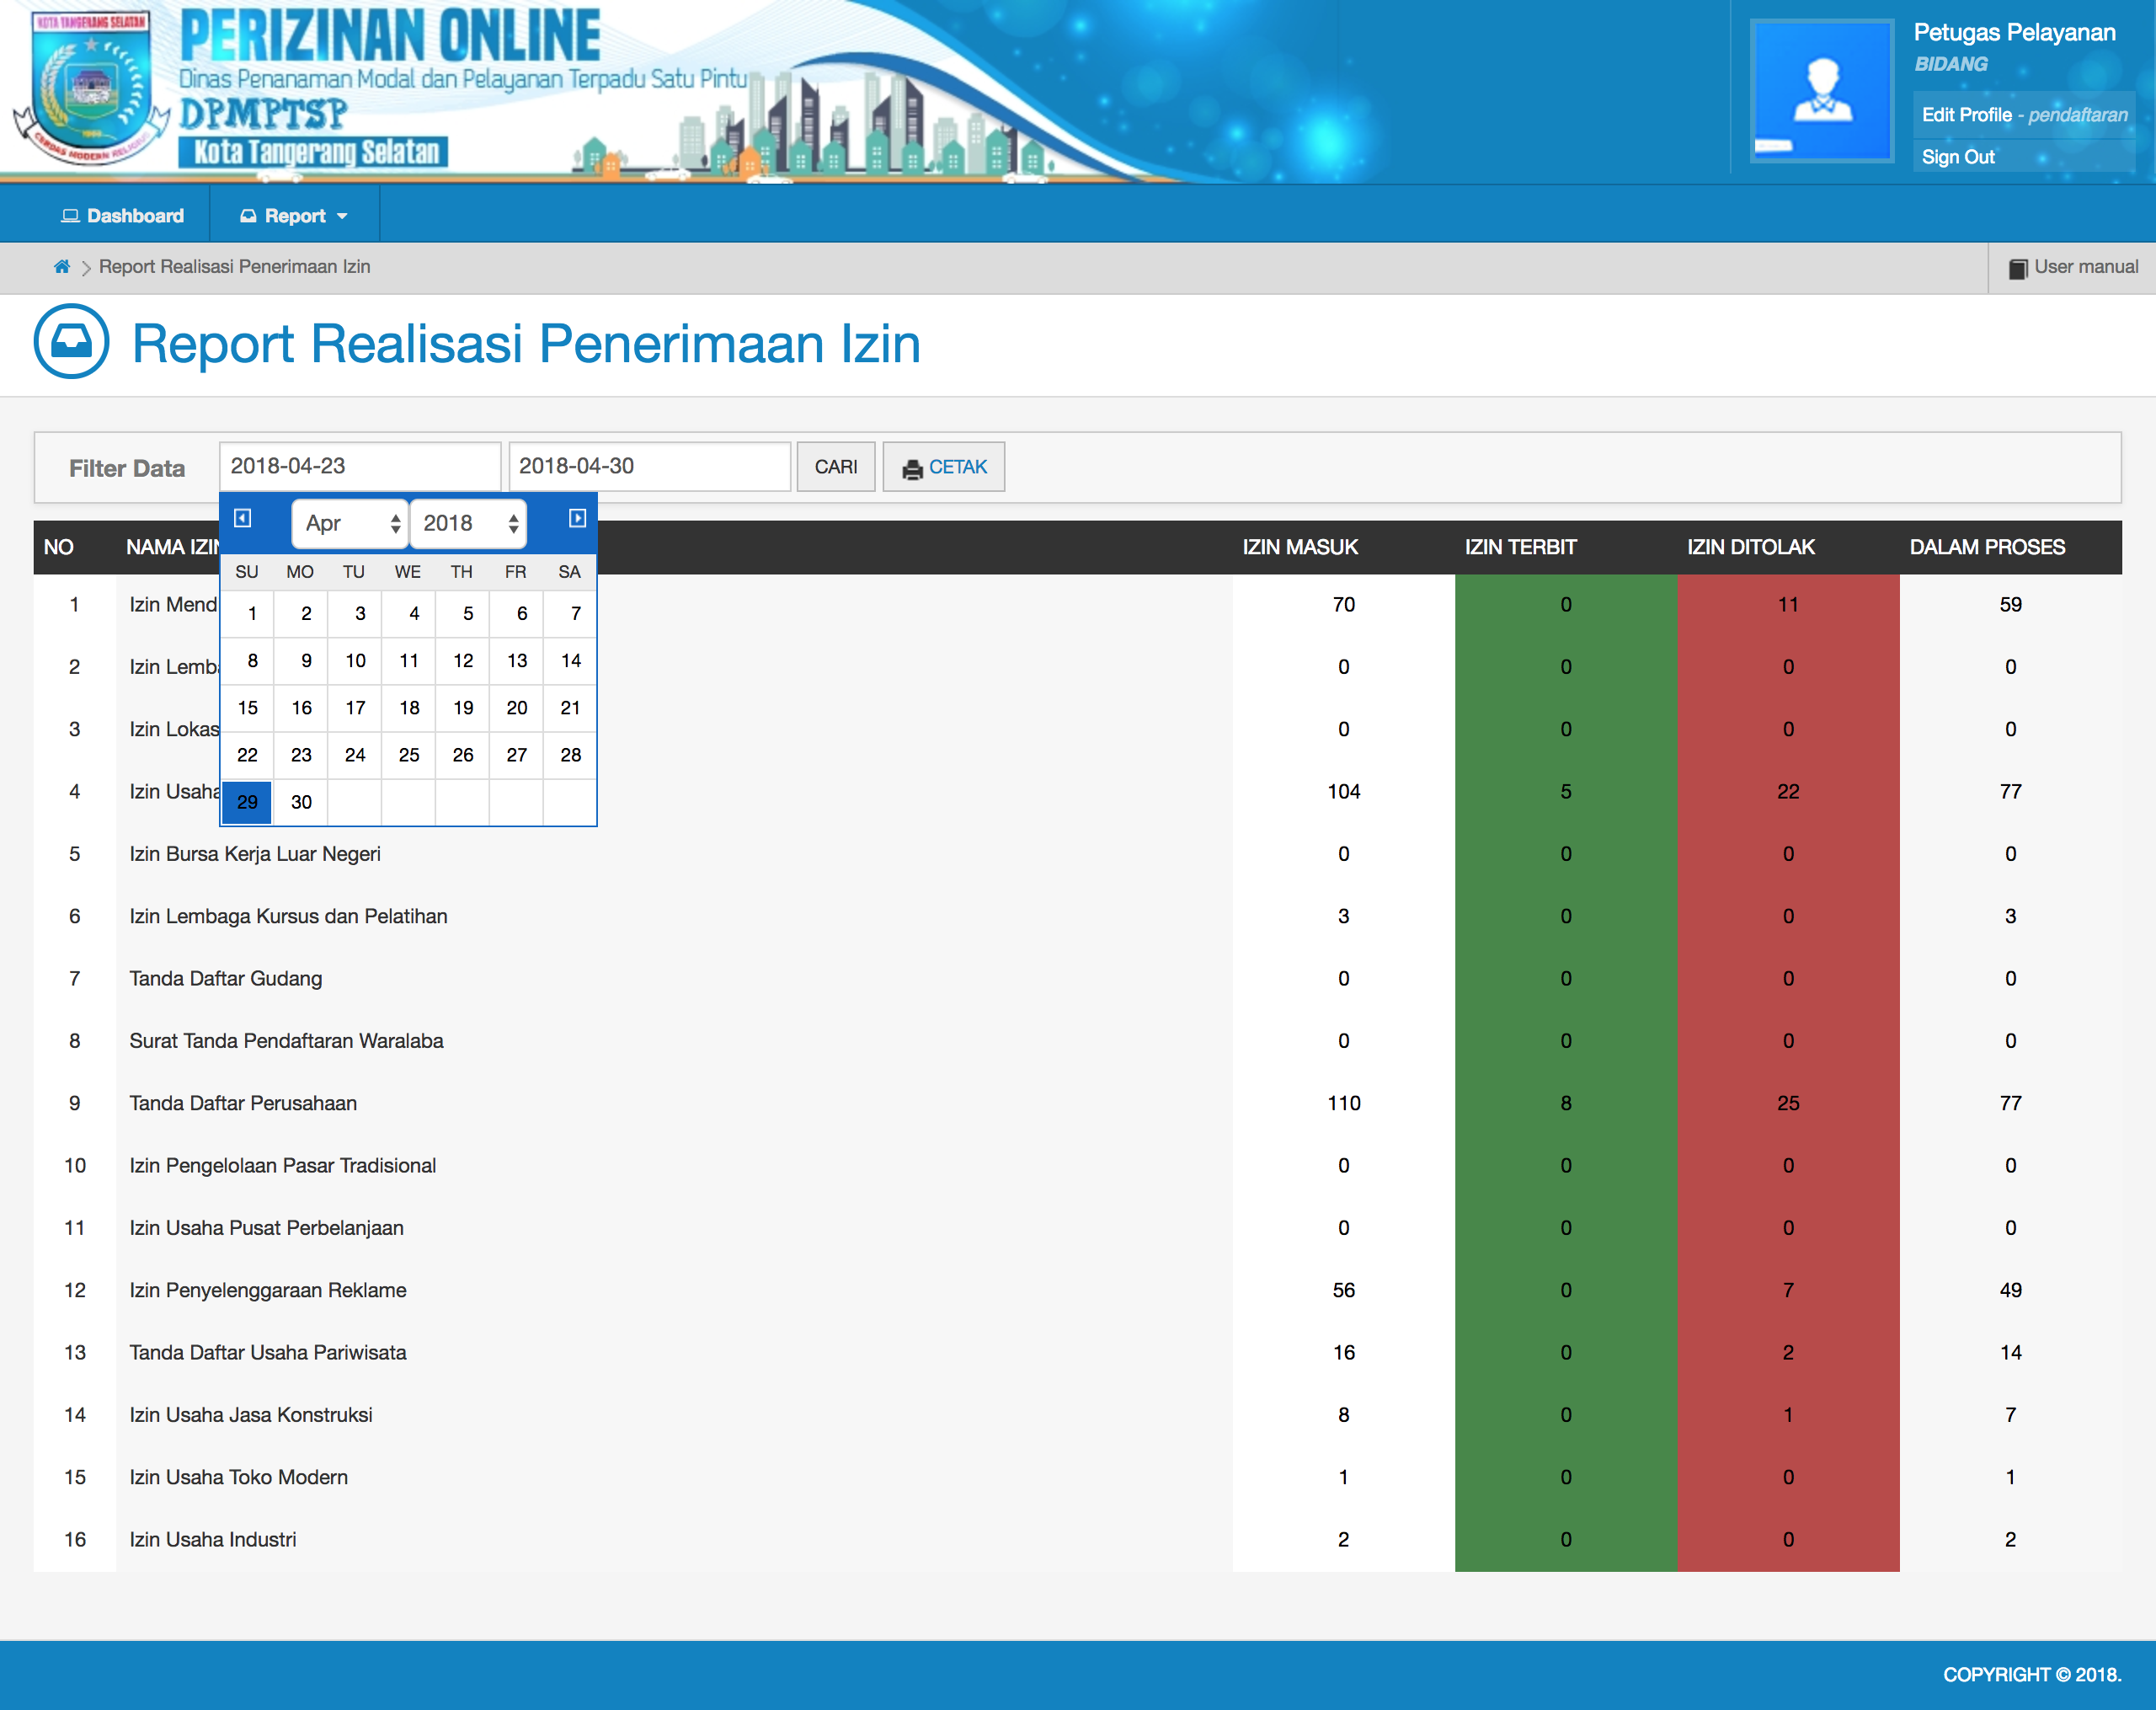 KOTA TANGERANG SELATAN
CERDAS MODERN RELIGIUS
PERIZINAN ONLINE
Dinas Penanaman Modal dan Pelayanan Terpadu Satu Pintu
DPMPTSP
Kota Tangerang Selatan
Petugas Pelayanan
BIDANG
Edit Profile - pendaftaran
Sign Out
Dashboard Report
Report Realisasi Penerimaan Izin User manual
Report Realisasi Penerimaan Izin
Filter Data 2018-04-23 2018-04-30 CARI CETAK
Apr 2018
SU MO TU WE TH FR SA
1 2 3 4 5 6 7
8 9 10 11 12 13 14
15 16 17 18 19 20 21
22 23 24 25 26 27 28
29 30
NO NAMA IZIN IZIN MASUK IZIN TERBIT IZIN DITOLAK DALAM PROSES
1 Izin Mend 70 0 11 59
2 Izin Lemba 0 0 0 0
3 Izin Lokas 0 0 0 0
4 Izin Usaha 104 5 22 77
5 Izin Bursa Kerja Luar Negeri 0 0 0 0
6 Izin Lembaga Kursus dan Pelatihan 3 0 0 3
7 Tanda Daftar Gudang 0 0 0 0
8 Surat Tanda Pendaftaran Waralaba 0 0 0 0
9 Tanda Daftar Perusahaan 110 8 25 77
10 Izin Pengelolaan Pasar Tradisional 0 0 0 0
11 Izin Usaha Pusat Perbelanjaan 0 0 0 0
12 Izin Penyelenggaraan Reklame 56 0 7 49
13 Tanda Daftar Usaha Pariwisata 16 0 2 14
14 Izin Usaha Jasa Konstruksi 8 0 1 7
15 Izin Usaha Toko Modern 1 0 0 1
16 Izin Usaha Industri 2 0 0 2
COPYRIGHT © 2018.